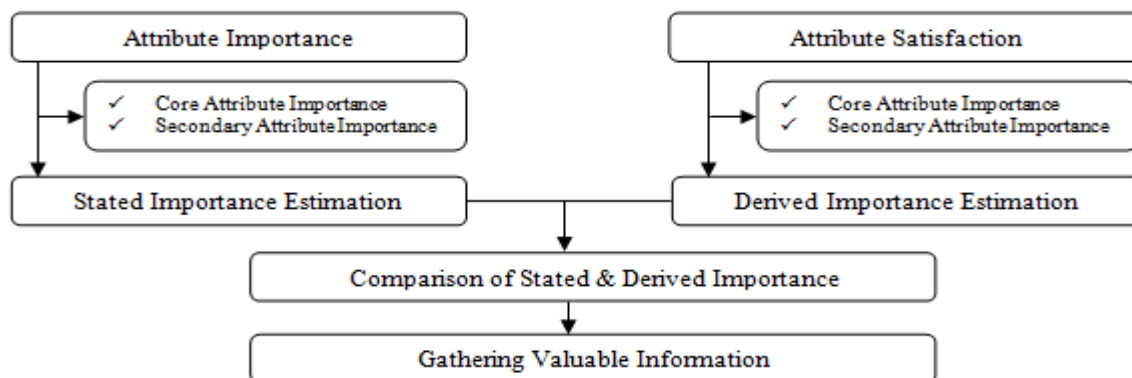 Attribute Importance
✓ Core Attribute Importance
✓ Secondary Attribute Importance
Stated Importance Estimation
Attribute Satisfaction
✓ Core Attribute Importance
✓ Secondary Attribute Importance
Derived Importance Estimation
Comparison of Stated & Derived Importance
Gathering Valuable Information